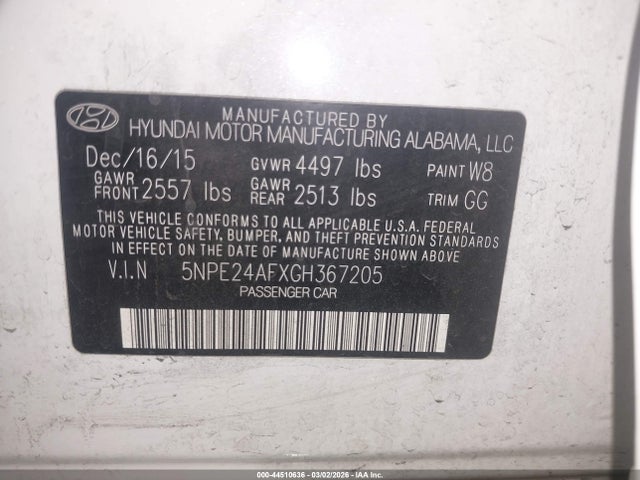 MANUFACTURED BY
HYUNDAI MOTOR MANUFACTURING ALABAMA, LLC
Dec/16/15 GVWR 4497 lbs PAINT W8
GAWR FRONT 2557 lbs GAWR REAR 2513 lbs TRIM GG
THIS VEHICLE CONFORMS TO ALL APPLICABLE U.S.A. FEDERAL
MOTOR VEHICLE SAFETY, BUMPER, AND THEFT PREVENTION STANDARDS
IN EFFECT ON THE DATE OF MANUFACTURE SHOWN ABOVE.
V.I.N 5NPE24AFXGH367205
PASSENGER CAR
000-44510636 - 03/02/2026 - IAA Inc.